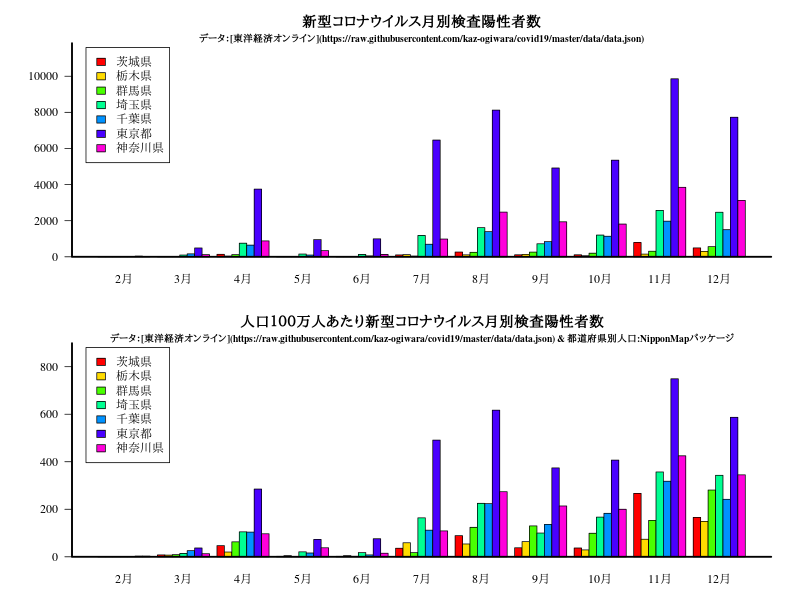 新型コロナウイルス月別検査陽性者数
データ:[東洋経済オンライン](https://raw.githubusercontent.com/kaz-ogiwara/covid19/master/data/data.json)
茨城県
栃木県
群馬県
埼玉県
千葉県
東京都
神奈川県
10000
8000
6000
4000
2000
0
2月 3月 4月 5月 6月 7月 8月 9月 10月 11月 12月
人口100万人あたり新型コロナウイルス月別検査陽性者数
データ:[東洋経済オンライン](https://raw.githubusercontent.com/kaz-ogiwara/covid19/master/data/data.json) & 都道府県別人口:NipponMapパッケージ
茨城県
栃木県
群馬県
埼玉県
千葉県
東京都
神奈川県
800
600
400
200
0
2月 3月 4月 5月 6月 7月 8月 9月 10月 11月 12月